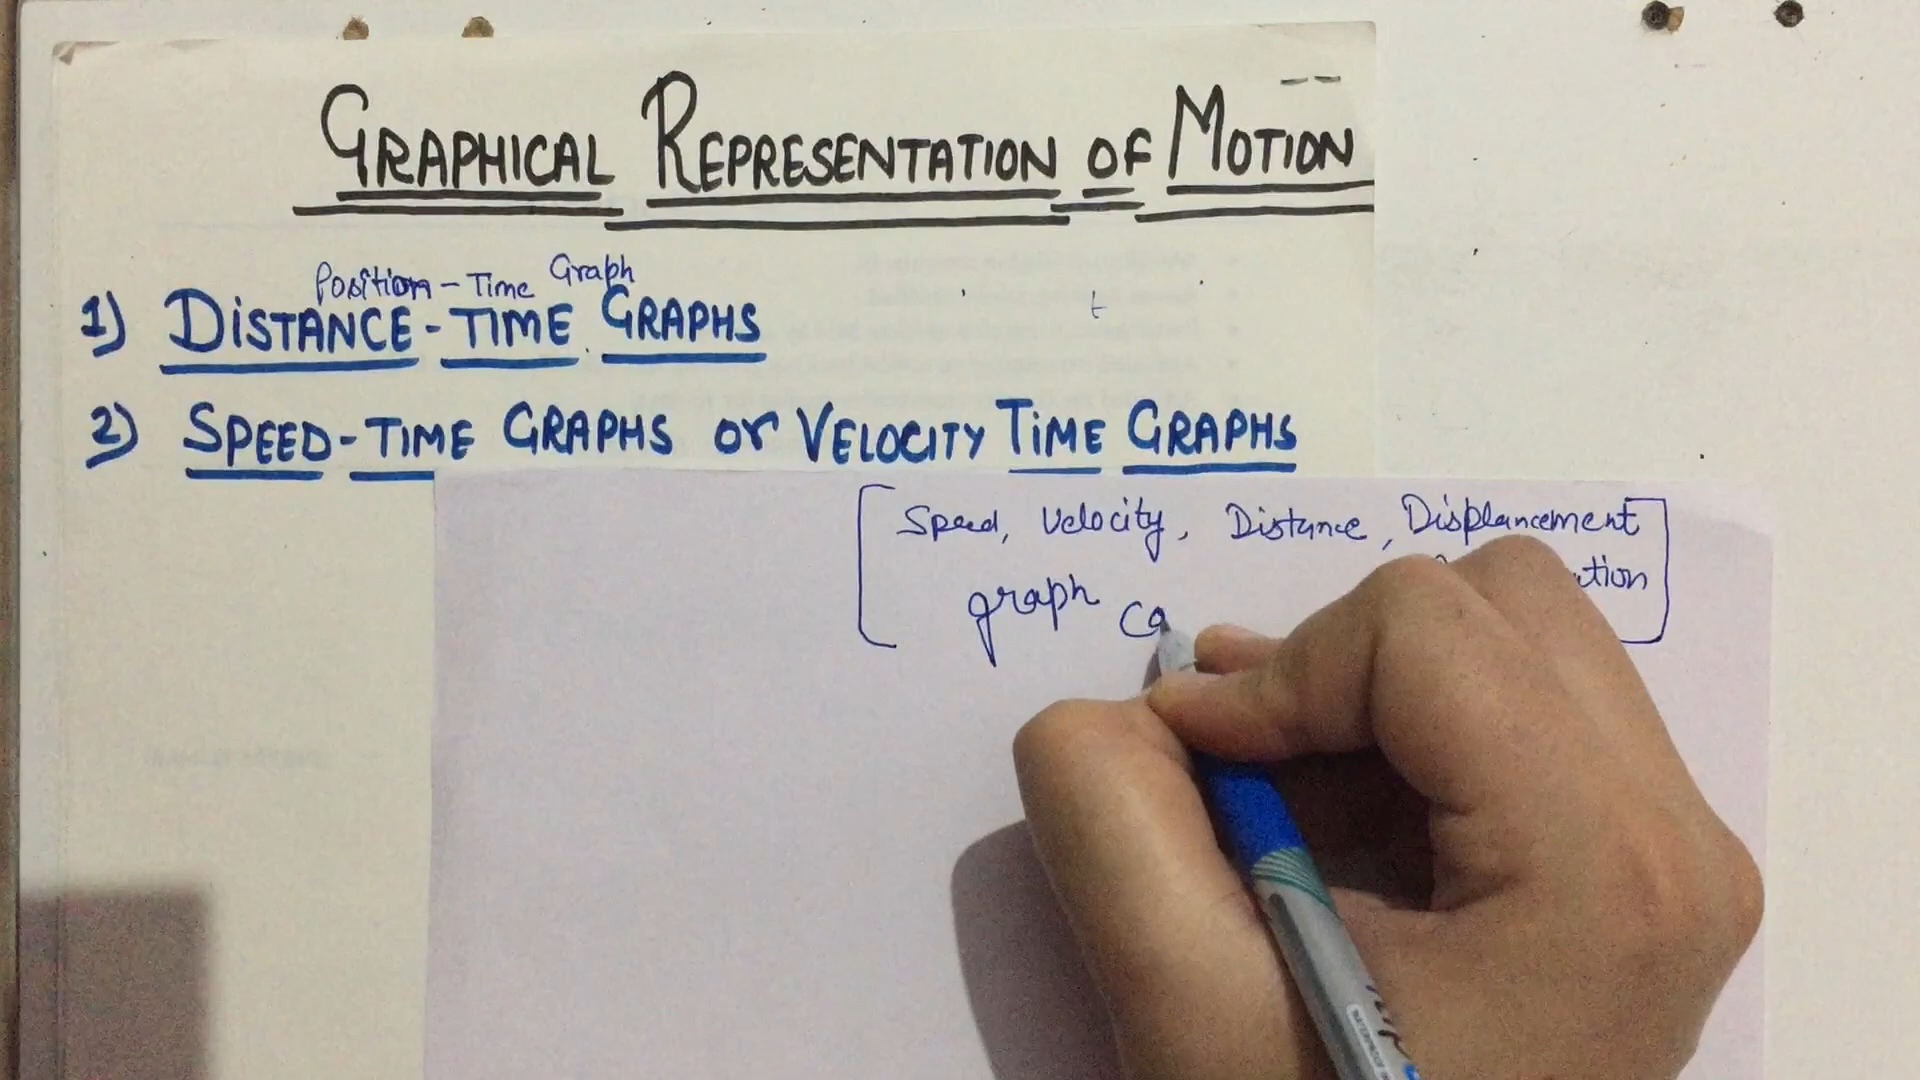 GRAPHICAL REPRESENTATION OF MOTION
Position - Time Graph
1) DISTANCE - TIME GRAPHS
t
2) SPEED - TIME GRAPHS or VELOCITY TIME GRAPHS
Speed, Velocity, Distance, Displancement
graph ca